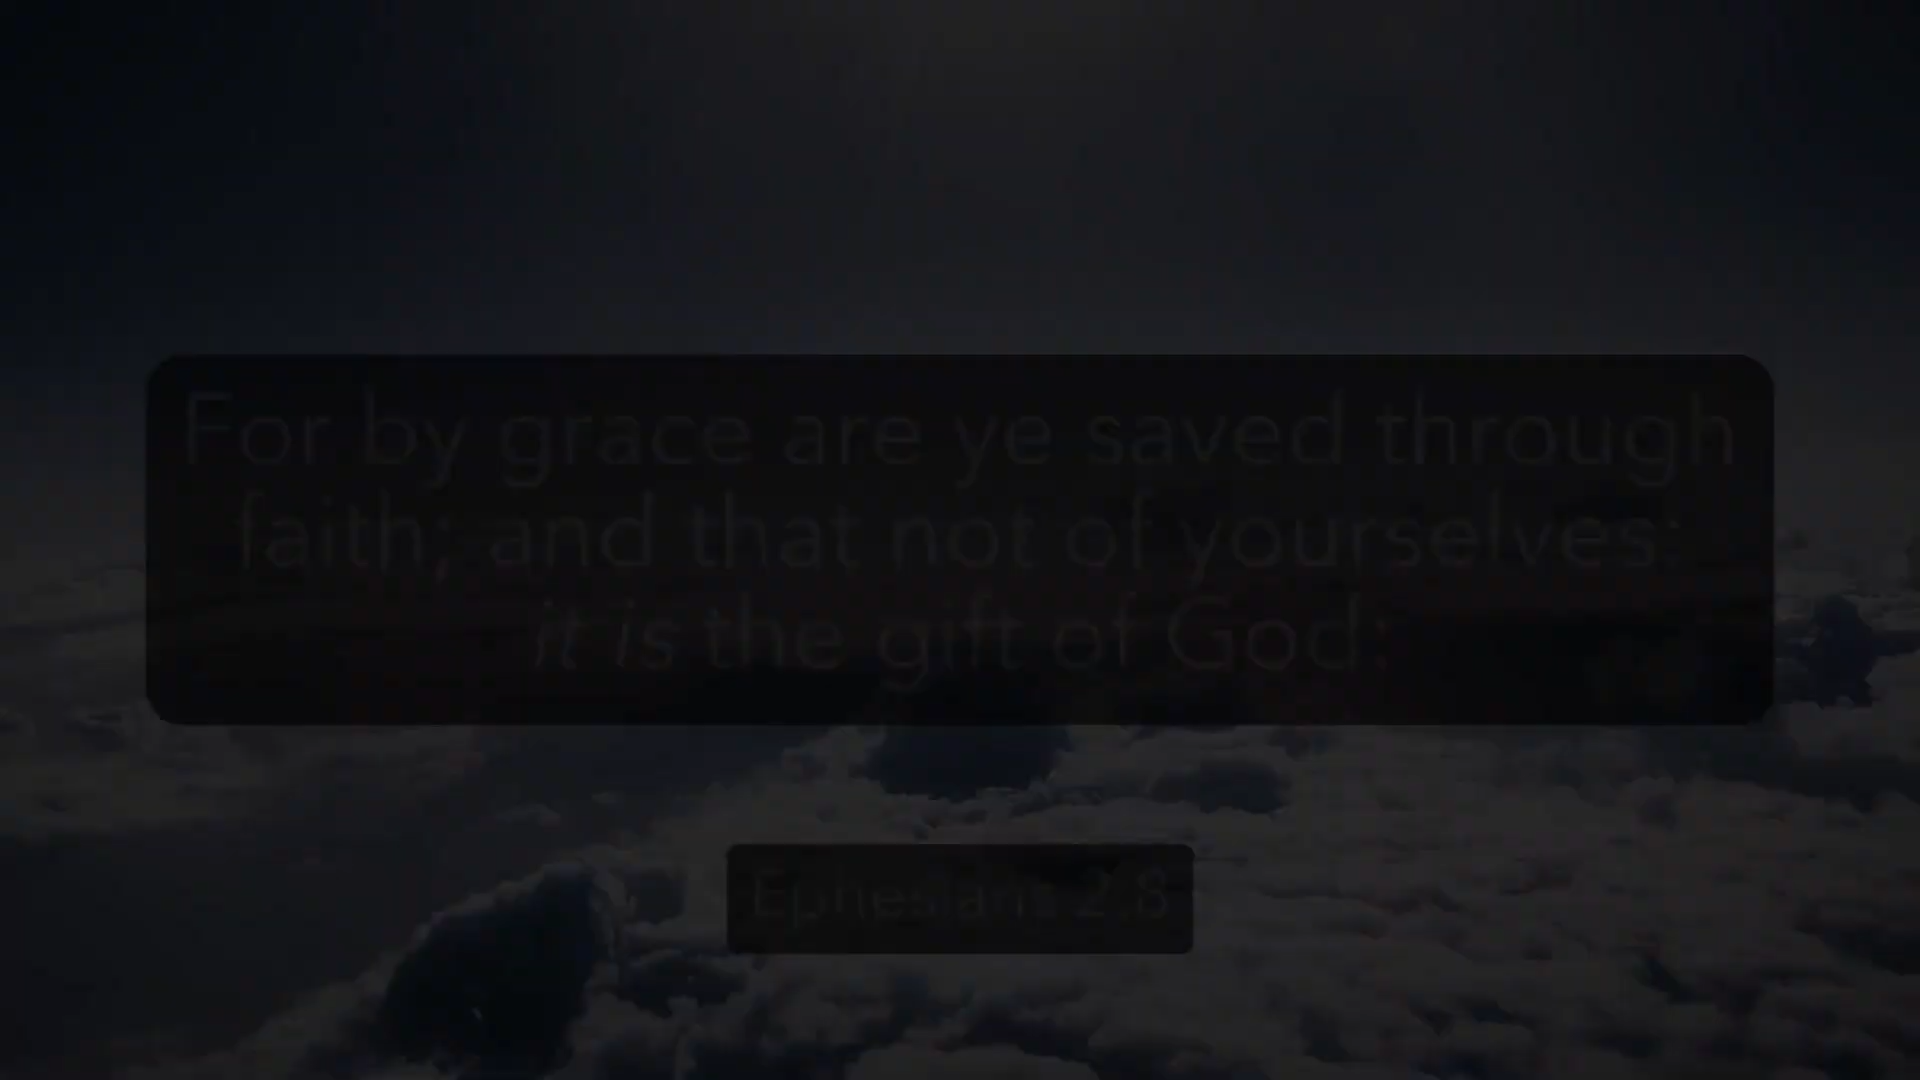 For by grace are ye saved through
faith; and that not of yourselves:
it is the gift of God:
Ephesians 2:8